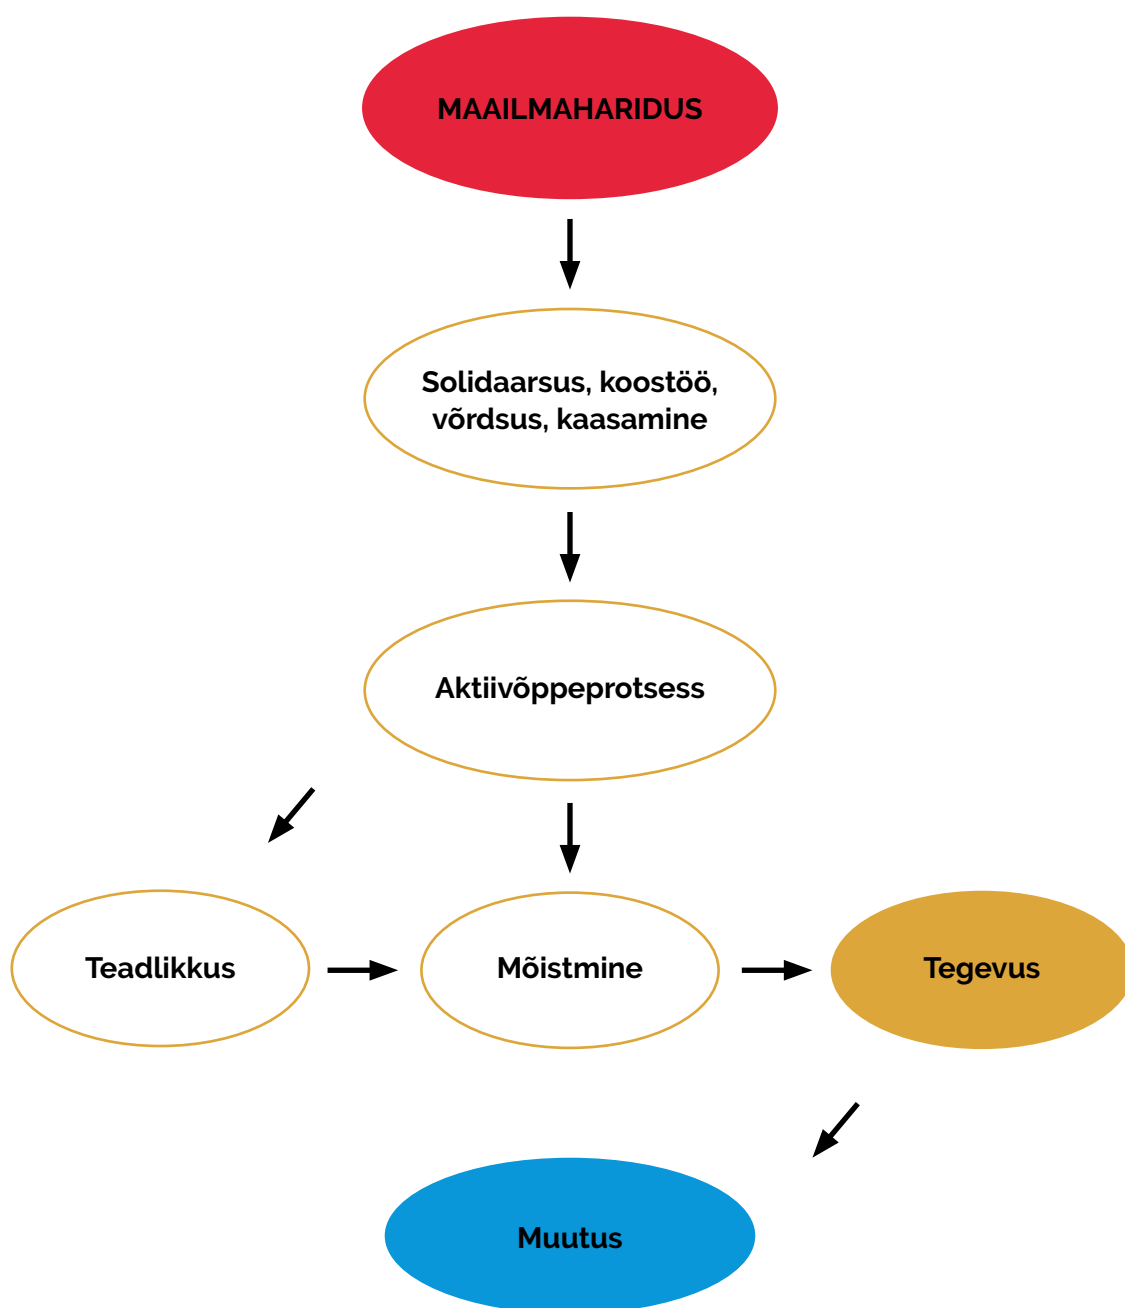 MAAILMAHARIDUS
Solidaarsus, koostöö,
võrdsus, kaasamine
Aktiivõppeprotsess
Teadlikkus
Mõistmine
Tegevus
Muutus